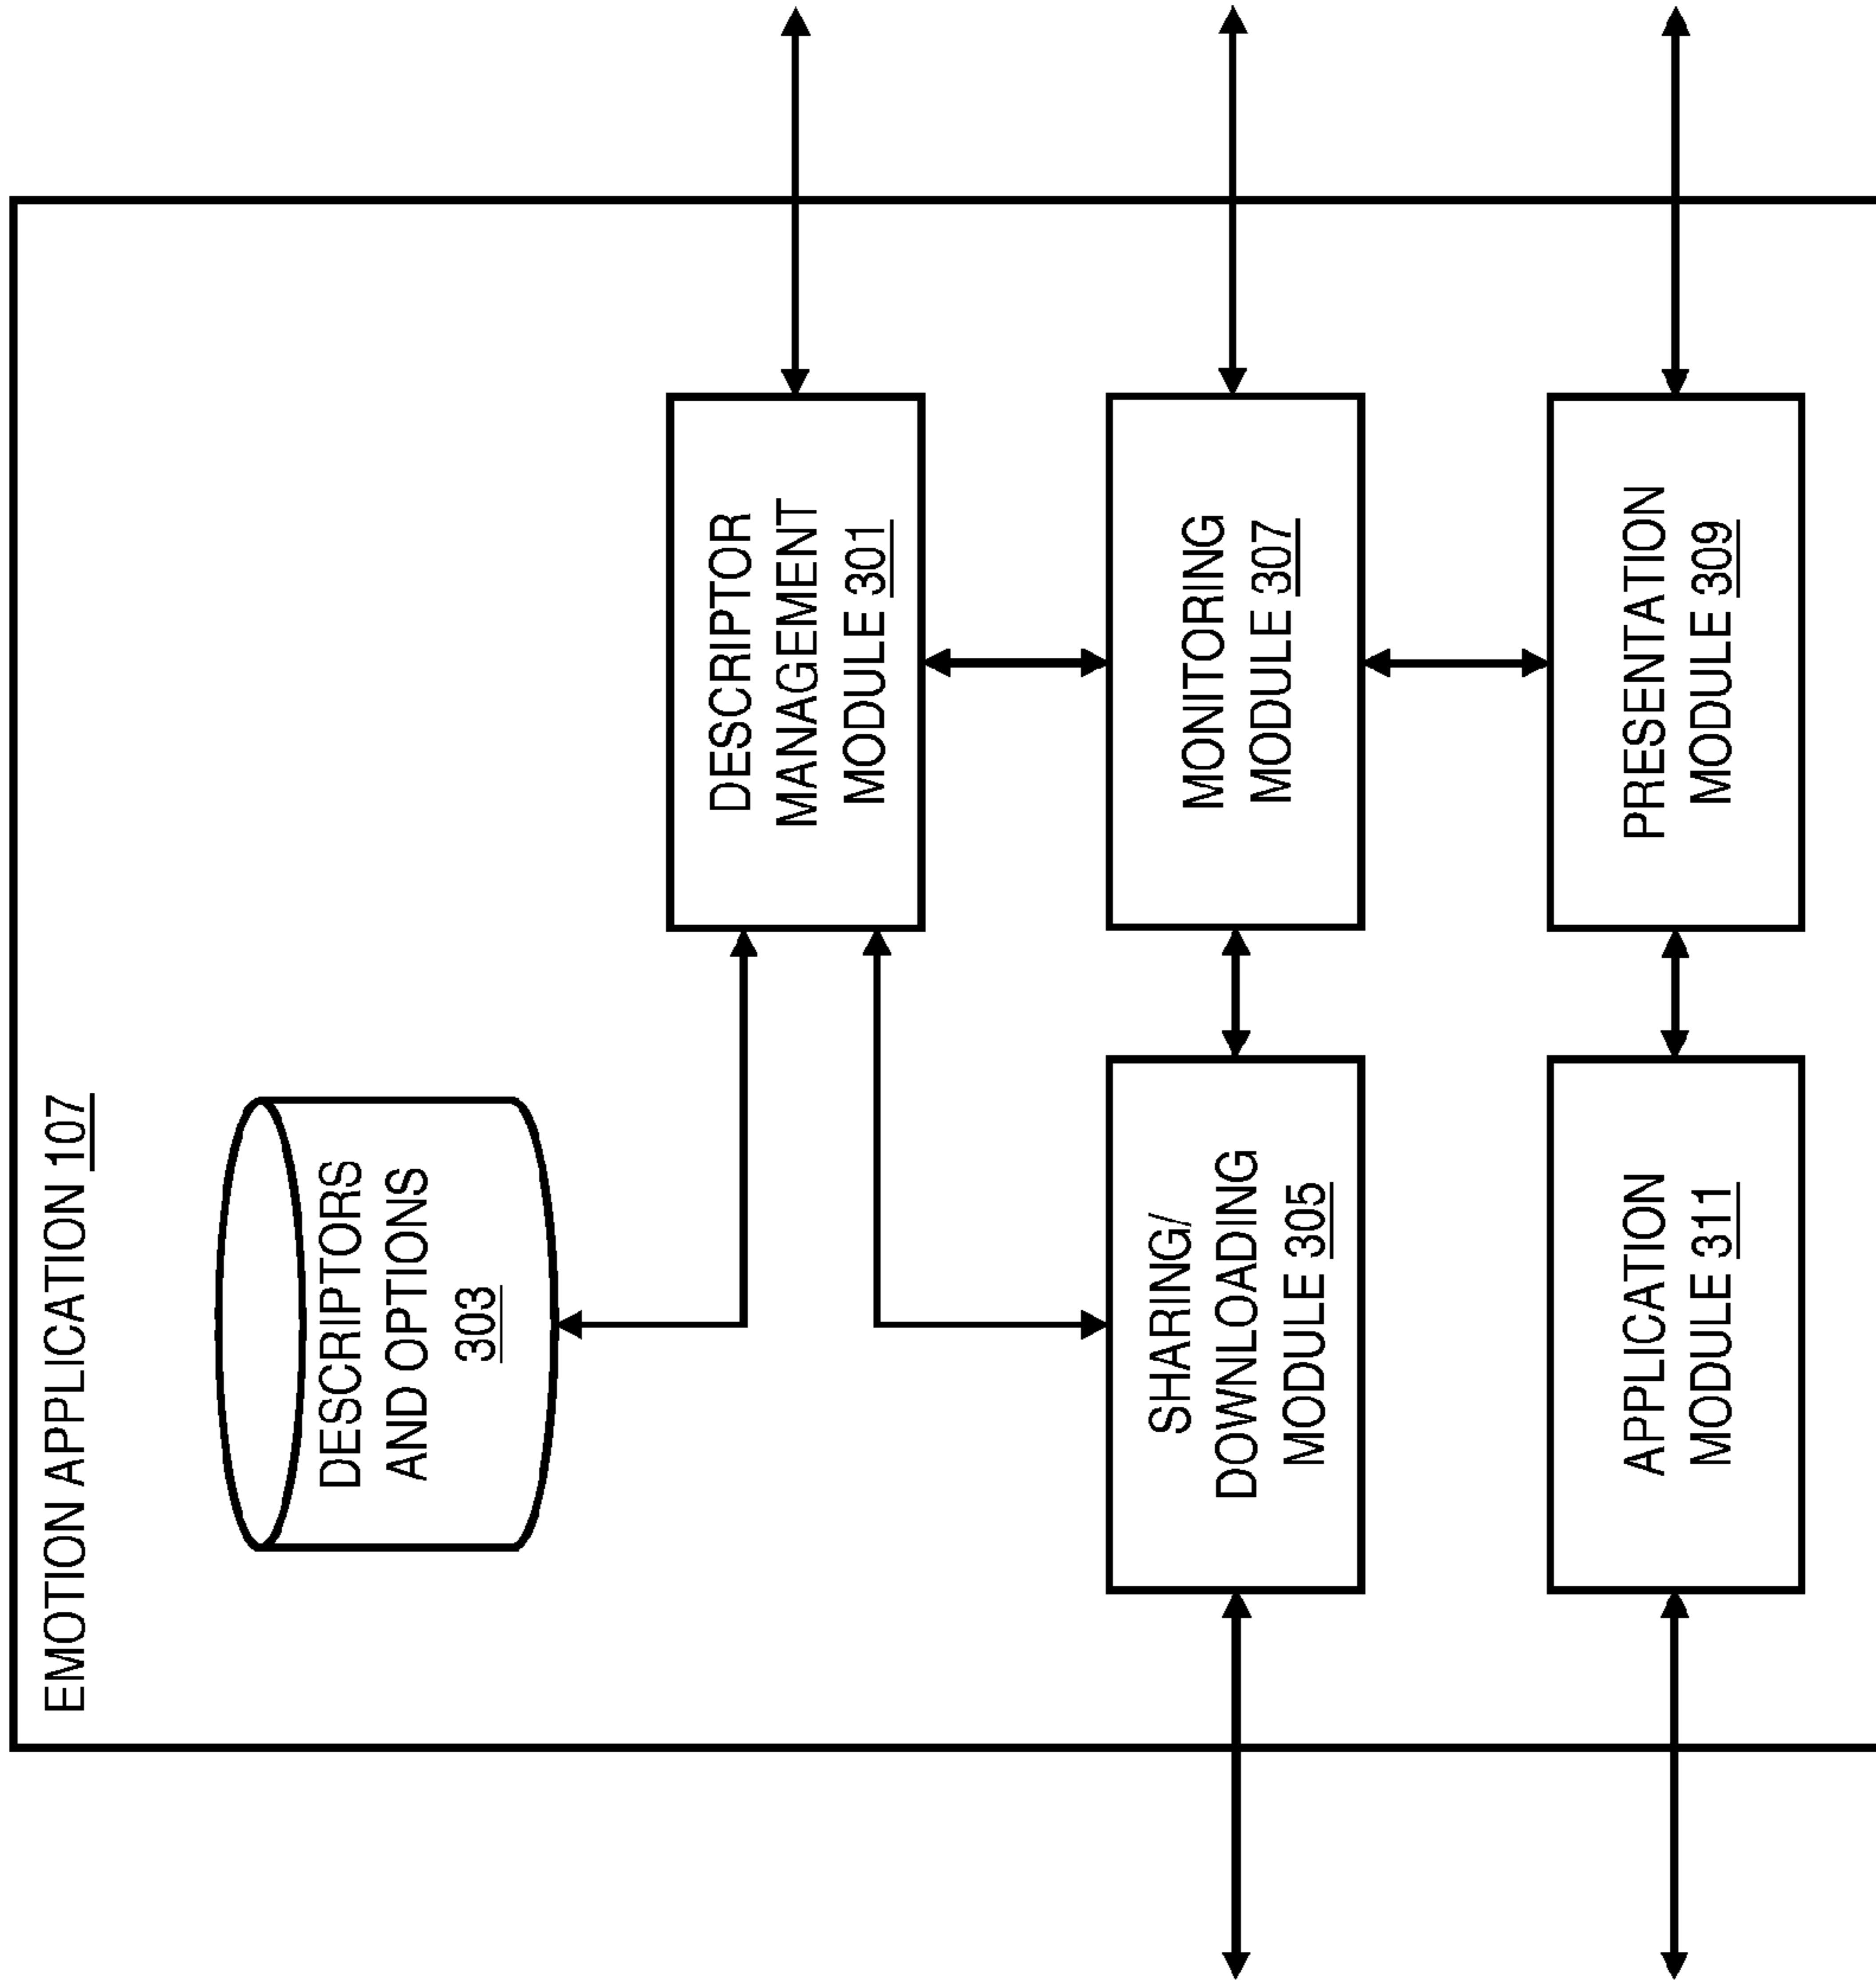 EMOTION APPLICATION 107
DESCRIPTORS
AND OPTIONS
303
DESCRIPTOR
MANAGEMENT
MODULE 301
SHARING/
DOWNLOADING
MODULE 305
MONITORING
MODULE 307
APPLICATION
MODULE 311
PRESENTATION
MODULE 309